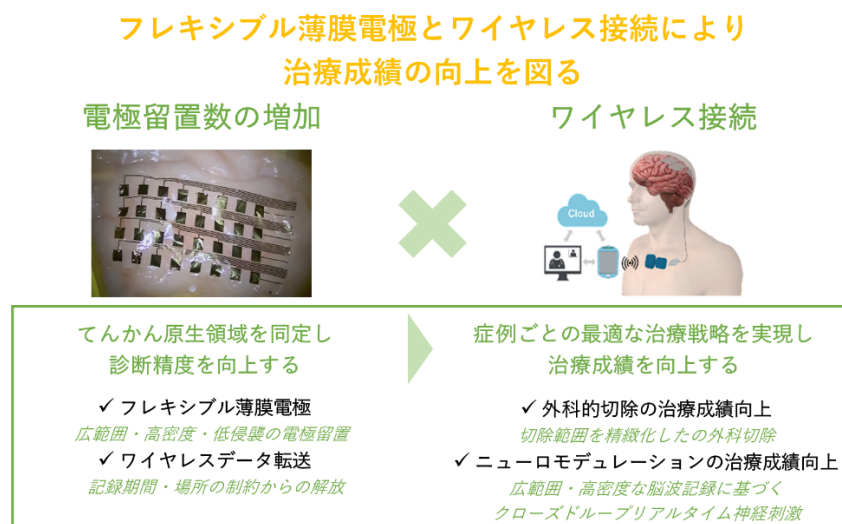 フレキシブル薄膜電極とワイヤレス接続により
治療成績の向上を図る
電極留置数の増加
ワイヤレス接続
Cloud
てんかん原生領域を同定し
診断精度を向上する
✓ フレキシブル薄膜電極
広範囲・高密度・低侵襲の電極留置
✓ ワイヤレスデータ転送
記録期間・場所の制約からの解放
症例ごとの最適な治療戦略を実現し
治療成績を向上する
✓ 外科的切除の治療成績向上
切除範囲を精緻化したの外科切除
✓ ニューロモデュレーションの治療成績向上
広範囲・高密度な脳波記録に基づく
クローズドループリアルタイム神経刺激